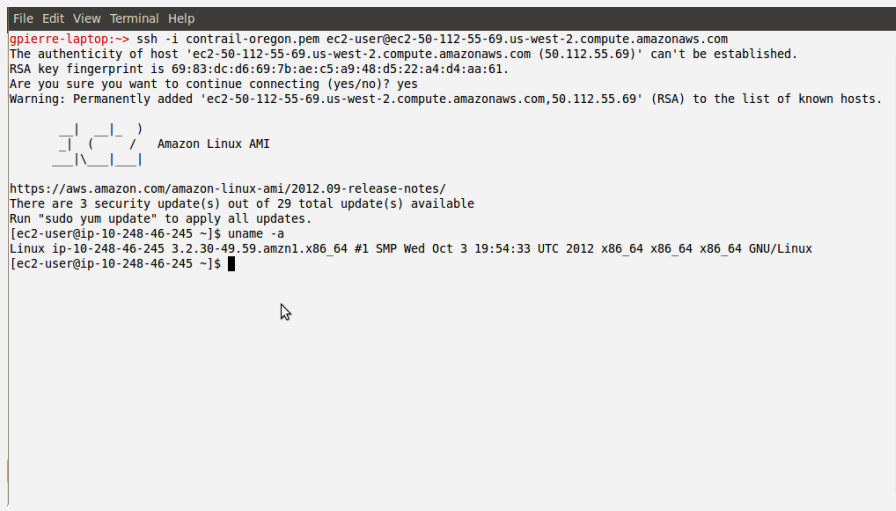 File Edit View Terminal Help
gpierre-laptop:~> ssh -i contrail-oregon.pem ec2-user@ec2-50-112-55-69.us-west-2.compute.amazonaws.com
The authenticity of host 'ec2-50-112-55-69.us-west-2.compute.amazonaws.com (50.112.55.69)' can't be established.
RSA key fingerprint is 69:83:dc:d6:69:7b:ae:c5:a9:48:d5:22:a4:d4:aa:61.
Are you sure you want to continue connecting (yes/no)? yes
Warning: Permanently added 'ec2-50-112-55-69.us-west-2.compute.amazonaws.com,50.112.55.69' (RSA) to the list of known hosts.

       __|  __|_  )
       _|  (     /   Amazon Linux AMI
      ___|\___|___|

https://aws.amazon.com/amazon-linux-ami/2012.09-release-notes/
There are 3 security update(s) out of 29 total update(s) available
Run "sudo yum update" to apply all updates.
[ec2-user@ip-10-248-46-245 ~]$ uname -a
Linux ip-10-248-46-245 3.2.30-49.59.amzn1.x86_64 #1 SMP Wed Oct 3 19:54:33 UTC 2012 x86_64 x86_64 x86_64 GNU/Linux
[ec2-user@ip-10-248-46-245 ~]$